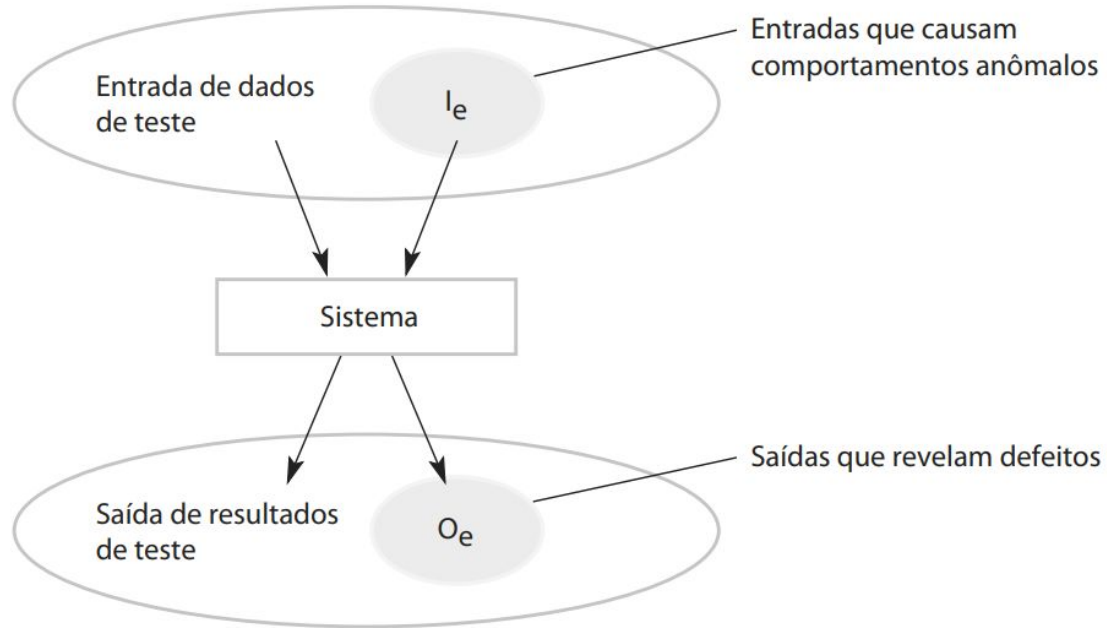 Entradas que causam
comportamentos anômalos
Entrada de dados
de teste
Ie
Sistema
Saídas que revelam defeitos
Saída de resultados
de teste
Oe